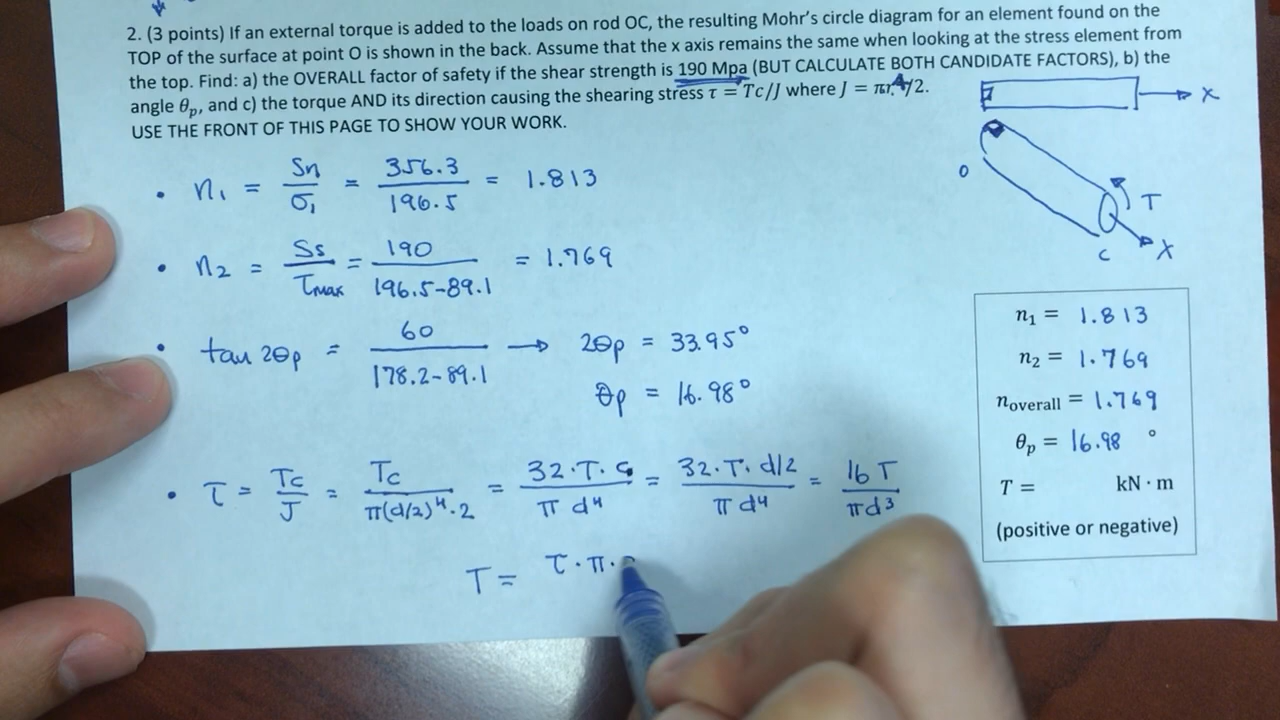 2. (3 points) If an external torque is added to the loads on rod OC, the resulting Mohr's circle diagram for an element found on the
TOP of the surface at point O is shown in the back. Assume that the x axis remains the same when looking at the stress element from
the top. Find: a) the OVERALL factor of safety if the shear strength is 190 Mpa (BUT CALCULATE BOTH CANDIDATE FACTORS), b) the
angle θp, and c) the torque AND its direction causing the shearing stress τ = Tc/J where J = πr⁴/2.
USE THE FRONT OF THIS PAGE TO SHOW YOUR WORK.
X
O
T
C
X
• n₁ = Sn/σ₁ = 356.3/196.5 = 1.813
• n₂ = Ss/τmax = 190/(196.5-89.1) = 1.769
• tan 2θp = 60/(178.2-89.1) → 2θp = 33.95°
θp = 16.98°
• τ = Tc/J = Tc/(π(d/2)⁴·2) = 32·T·c/(πd⁴) = 32·T·d/2/(πd⁴) = 16T/(πd³)
T = τ·π·
n₁ = 1.813
n₂ = 1.769
noverall = 1.769
θp = 16.98 °
T = kN·m
(positive or negative)